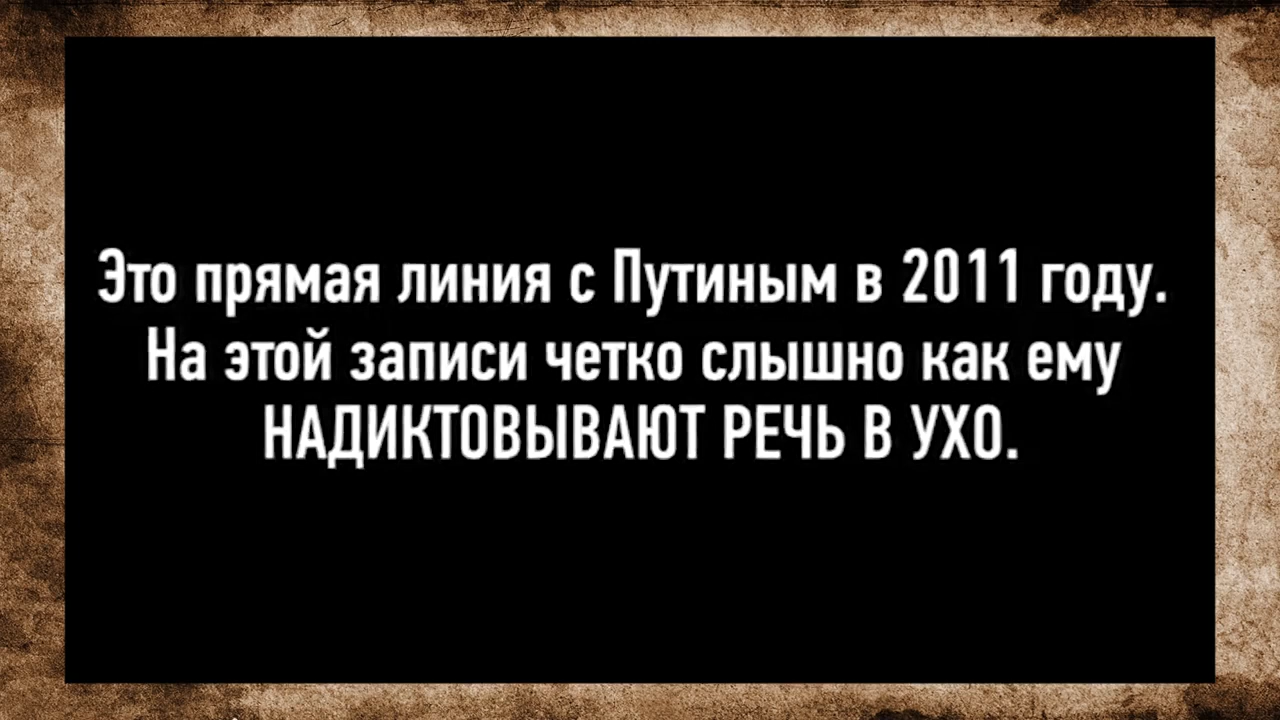 Это прямая линия с Путиным в 2011 году.
На этой записи четко слышно как ему
НАДИКТОВЫВАЮТ РЕЧЬ В УХО.